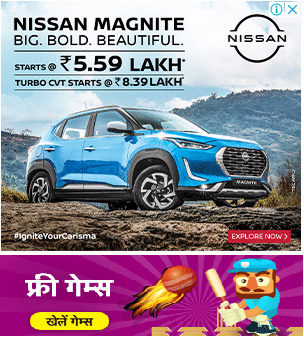 NISSAN MAGNITE
BIG. BOLD. BEAUTIFUL.
STARTS @ ₹5.59 LAKH*
TURBO CVT STARTS @ ₹8.39 LAKH*
NISSAN
MAGNITE
#IgniteYourCarisma
EXPLORE NOW >
फ्री गेम्स
खेलें गेम्स